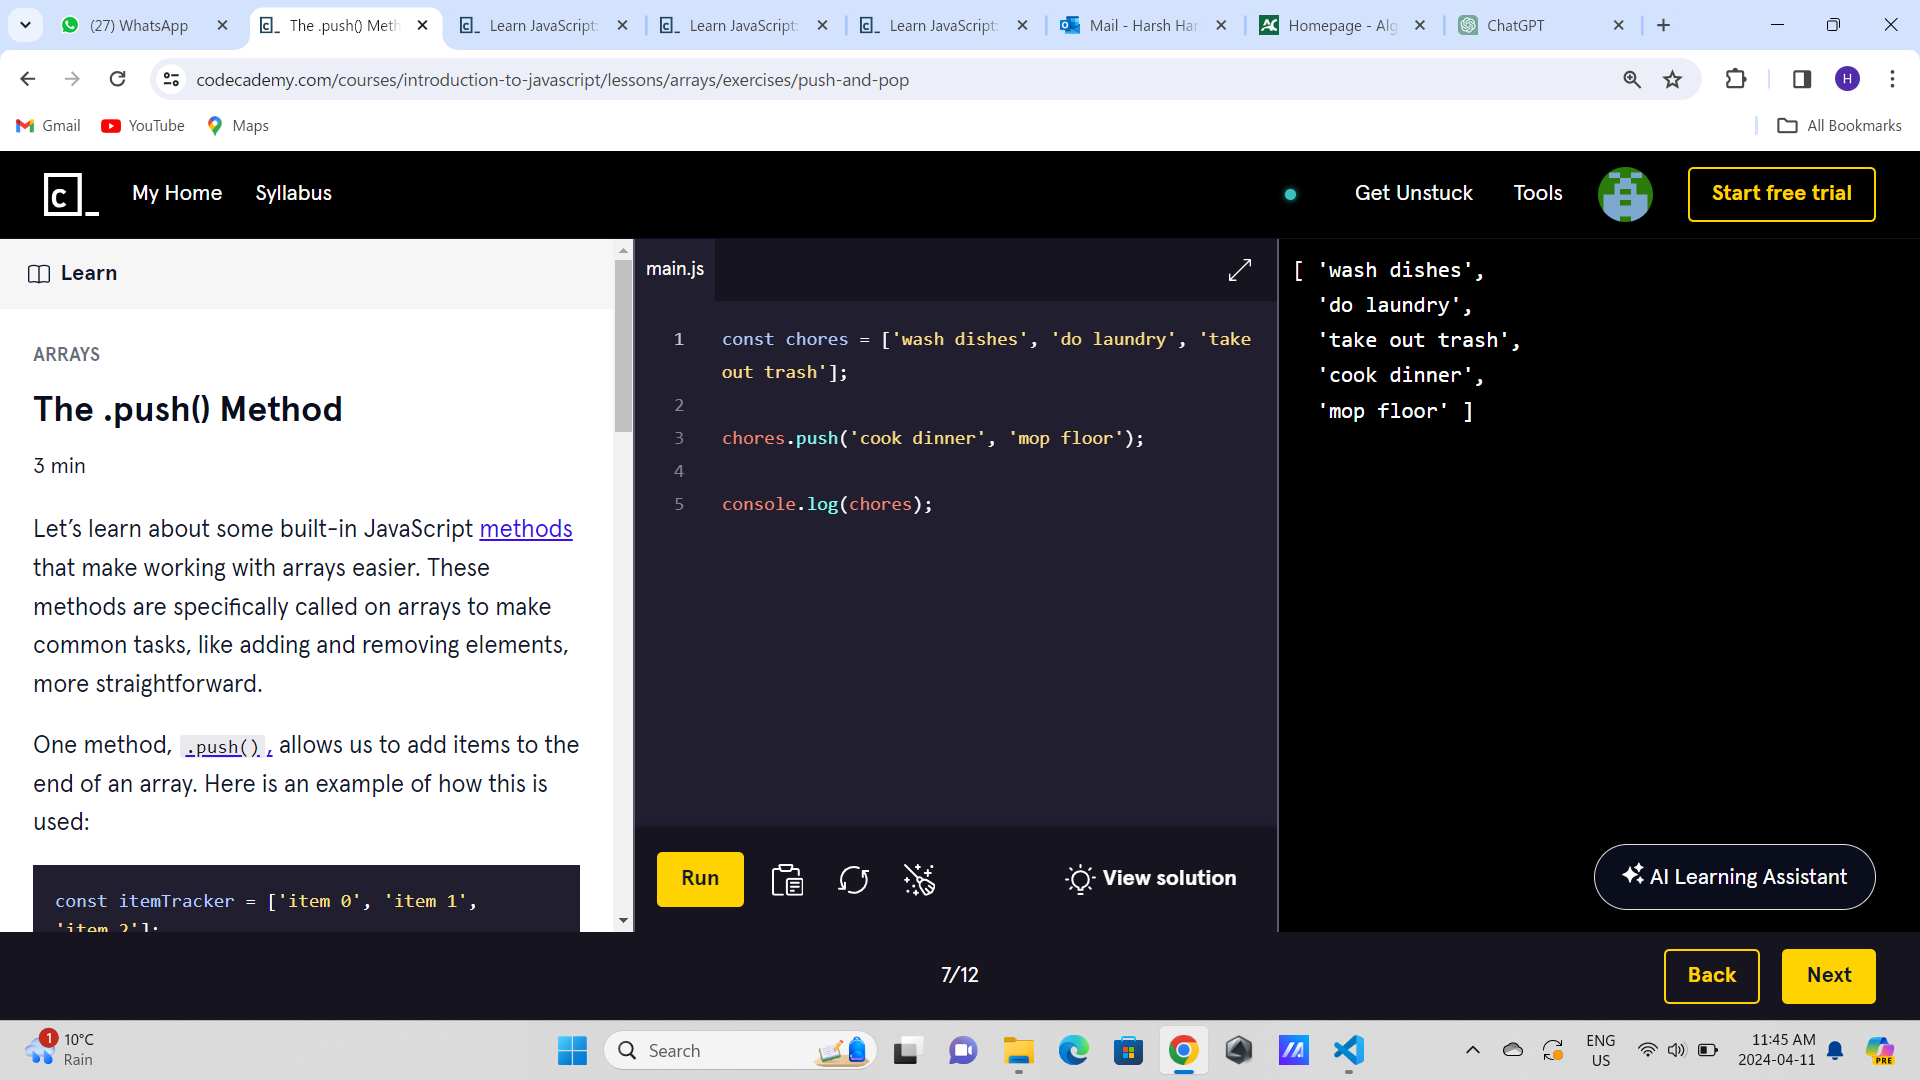 (27) WhatsApp
The .push() Meth
Learn JavaScript:
Learn JavaScript:
Learn JavaScript:
Mail - Harsh Har
Homepage - Alg
ChatGPT
codecademy.com/courses/introduction-to-javascript/lessons/arrays/exercises/push-and-pop
H
Gmail
YouTube
Maps
All Bookmarks
c_
My Home
Syllabus
Get Unstuck
Tools
Start free trial
Learn
ARRAYS
The .push() Method
3 min
Let’s learn about some built-in JavaScript methods
that make working with arrays easier. These
methods are specifically called on arrays to make
common tasks, like adding and removing elements,
more straightforward.
One method, .push(), allows us to add items to the
end of an array. Here is an example of how this is
used:
const itemTracker = ['item 0', 'item 1',
'item 2'];
main.js
1 const chores = ['wash dishes', 'do laundry', 'take
out trash'];
2
3 chores.push('cook dinner', 'mop floor');
4
5 console.log(chores);
Run
View solution
[ 'wash dishes',
'do laundry',
'take out trash',
'cook dinner',
'mop floor' ]
AI Learning Assistant
7/12
Back
Next
1
10°C
Rain
Search
ENG
US
11:45 AM
2024-04-11
PRE